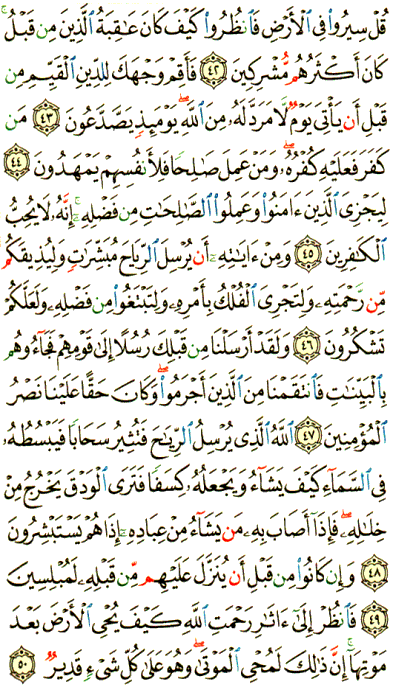 قُلْ سِيرُوا۟ فِى ٱلْأَرْضِ فَٱنظُرُوا۟ كَيْفَ كَانَ عَـٰقِبَةُ ٱلَّذِينَ مِن قَبْلُ ۚ
كَانَ أَكْثَرُهُم مُّشْرِكِينَ ٤٢ فَأَقِمْ وَجْهَكَ لِلدِّينِ ٱلْقَيِّمِ مِن
قَبْلِ أَن يَأْتِىَ يَوْمٌ لَّا مَرَدَّ لَهُۥ مِنَ ٱللَّهِ ۖ يَوْمَئِذٍ يَصَّدَّعُونَ ٤٣ مَن
كَفَرَ فَعَلَيْهِ كُفْرُهُۥ ۖ وَمَنْ عَمِلَ صَـٰلِحًا فَلِأَنفُسِهِمْ يَمْهَدُونَ ٤٤
لِيَجْزِىَ ٱلَّذِينَ ءَامَنُوا۟ وَعَمِلُوا۟ ٱلصَّـٰلِحَـٰتِ مِن فَضْلِهِۦٓ ۚ إِنَّهُۥ لَا يُحِبُّ
ٱلْكَـٰفِرِينَ ٤٥ وَمِنْ ءَايَـٰتِهِۦٓ أَن يُرْسِلَ ٱلرِّيَاحَ مُبَشِّرَٰتٍ وَلِيُذِيقَكُم
مِّن رَّحْمَتِهِۦ وَلِتَجْرِىَ ٱلْفُلْكُ بِأَمْرِهِۦ وَلِتَبْتَغُوا۟ مِن فَضْلِهِۦ وَلَعَلَّكُمْ
تَشْكُرُونَ ٤٦ وَلَقَدْ أَرْسَلْنَا مِن قَبْلِكَ رُسُلًا إِلَىٰ قَوْمِهِمْ فَجَآءُوهُم
بِٱلْبَيِّنَـٰتِ فَٱنتَقَمْنَا مِنَ ٱلَّذِينَ أَجْرَمُوا۟ ۖ وَكَانَ حَقًّا عَلَيْنَا نَصْرُ
ٱلْمُؤْمِنِينَ ٤٧ ٱللَّهُ ٱلَّذِى يُرْسِلُ ٱلرِّيَـٰحَ فَتُثِيرُ سَحَابًا فَيَبْسُطُهُۥ
فِى ٱلسَّمَآءِ كَيْفَ يَشَآءُ وَيَجْعَلُهُۥ كِسَفًا فَتَرَى ٱلْوَدْقَ يَخْرُجُ مِنْ
خِلَـٰلِهِۦ ۖ فَإِذَآ أَصَابَ بِهِۦ مَن يَشَآءُ مِنْ عِبَادِهِۦٓ إِذَا هُمْ يَسْتَبْشِرُونَ
٤٨ وَإِن كَانُوا۟ مِن قَبْلِ أَن يُنَزَّلَ عَلَيْهِم مِّن قَبْلِهِۦ لَمُبْلِسِينَ
٤٩ فَٱنظُرْ إِلَىٰٓ ءَاثَـٰرِ رَحْمَتِ ٱللَّهِ كَيْفَ يُحْىِ ٱلْأَرْضَ بَعْدَ
مَوْتِهَآ ۚ إِنَّ ذَٰلِكَ لَمُحْىِ ٱلْمَوْتَىٰ ۖ وَهُوَ عَلَىٰ كُلِّ شَىْءٍ قَدِيرٌ ٥٠